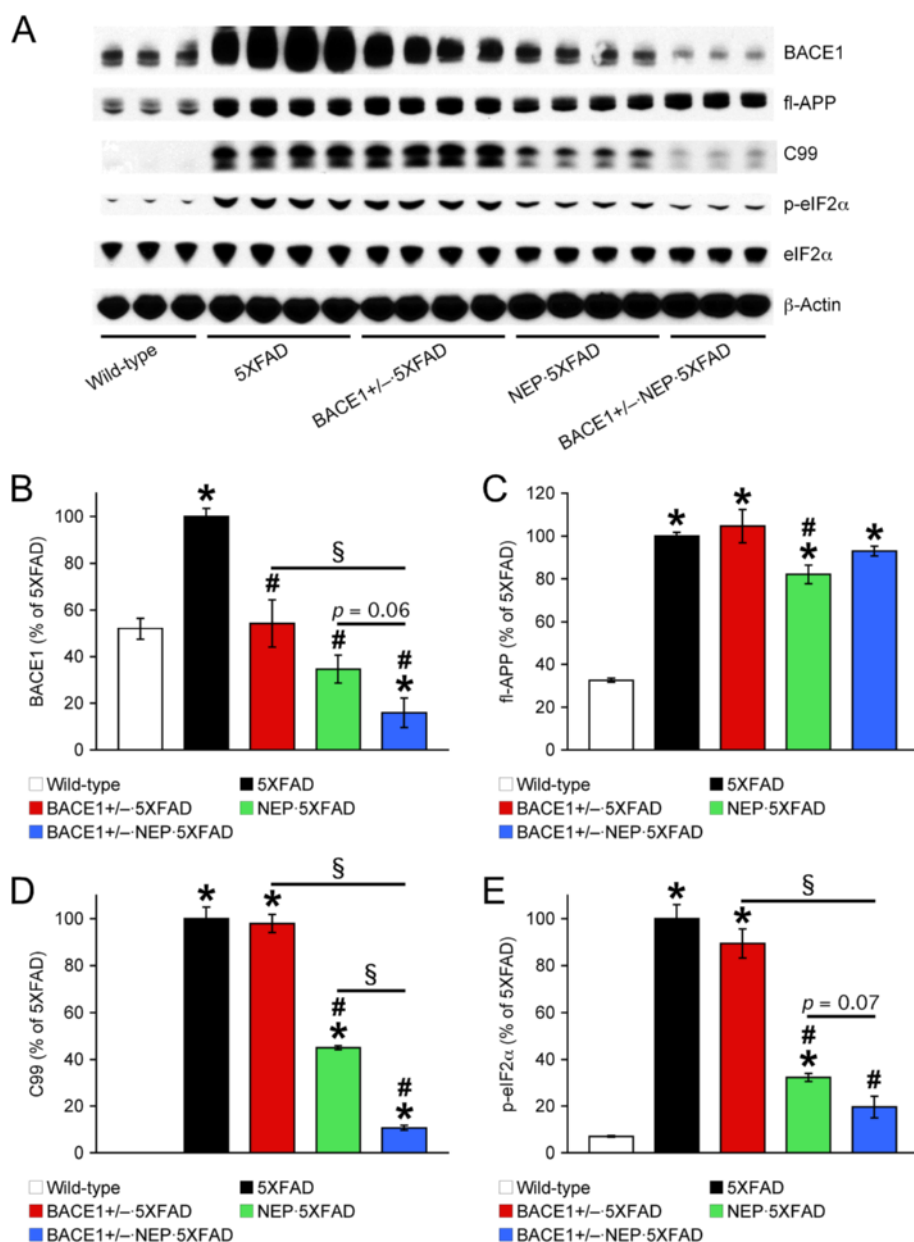 A
BACE1
fl-APP
C99
p-eIF2α
eIF2α
β-Actin
Wild-type
5XFAD
BACE1+/–·5XFAD
NEP·5XFAD
BACE1+/–·NEP·5XFAD
B
BACE1 (% of 5XFAD)
100
80
60
40
20
0
*
#
§
#
p = 0.06
#
*
Wild-type
5XFAD
BACE1+/–·5XFAD
NEP·5XFAD
BACE1+/–·NEP·5XFAD
C
fl-APP (% of 5XFAD)
120
100
80
60
40
20
0
*
*
#
*
*
Wild-type
5XFAD
BACE1+/–·5XFAD
NEP·5XFAD
BACE1+/–·NEP·5XFAD
D
C99 (% of 5XFAD)
100
80
60
40
20
0
*
*
§
#
*
§
#
*
Wild-type
5XFAD
BACE1+/–·5XFAD
NEP·5XFAD
BACE1+/–·NEP·5XFAD
E
p-eIF2α (% of 5XFAD)
100
80
60
40
20
0
*
*
§
#
*
p = 0.07
#
Wild-type
5XFAD
BACE1+/–·5XFAD
NEP·5XFAD
BACE1+/–·NEP·5XFAD